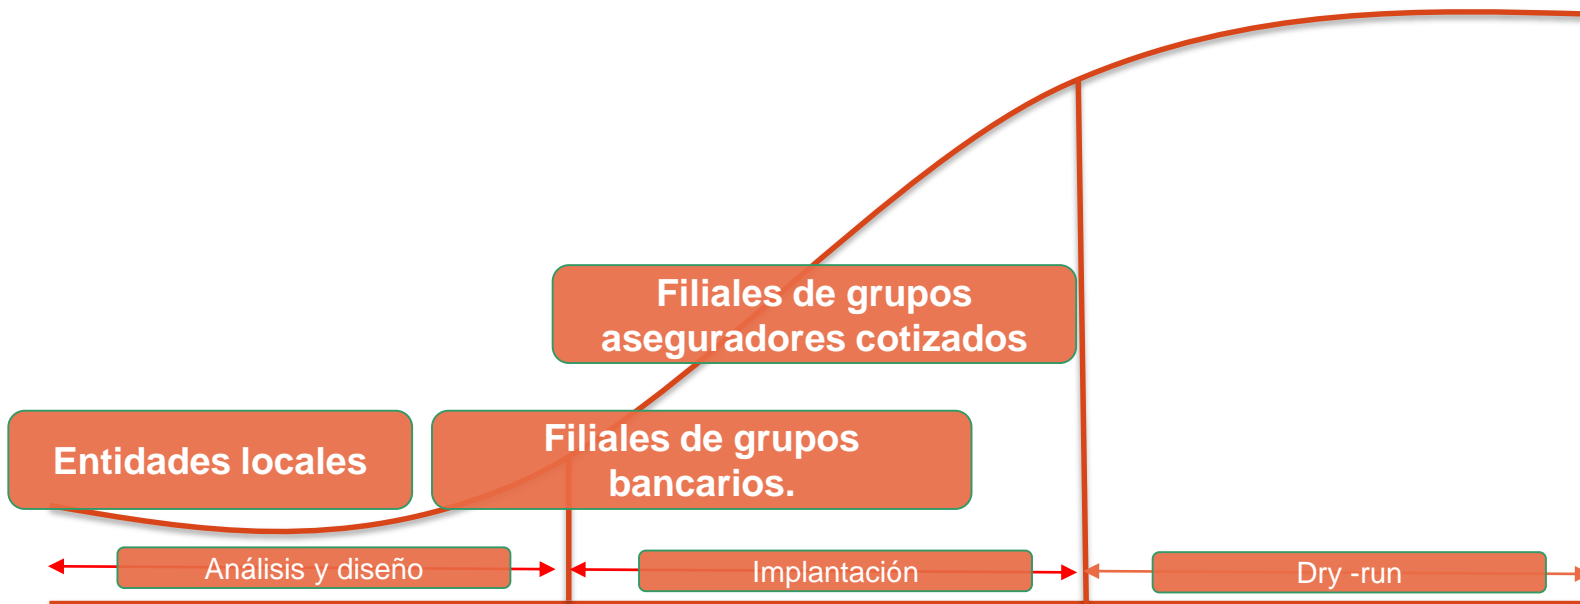 Filiales de grupos
aseguradores cotizados
Entidades locales
Filiales de grupos
bancarios.
Análisis y diseño
Implantación
Dry -run